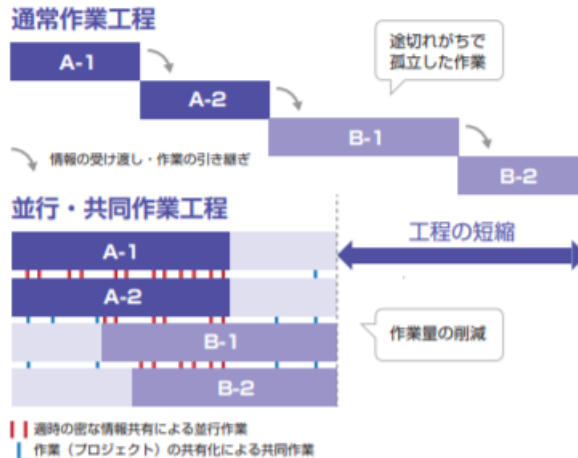 通常作業工程
A-1
途切れがちで
孤立した作業
A-2
B-1
情報の受け渡し・作業の引き継ぎ
B-2
並行・共同作業工程
A-1
工程の短縮
A-2
B-1
作業量の削減
B-2
適時の密な情報共有による並行作業
作業（プロジェクト）の共有化による共同作業